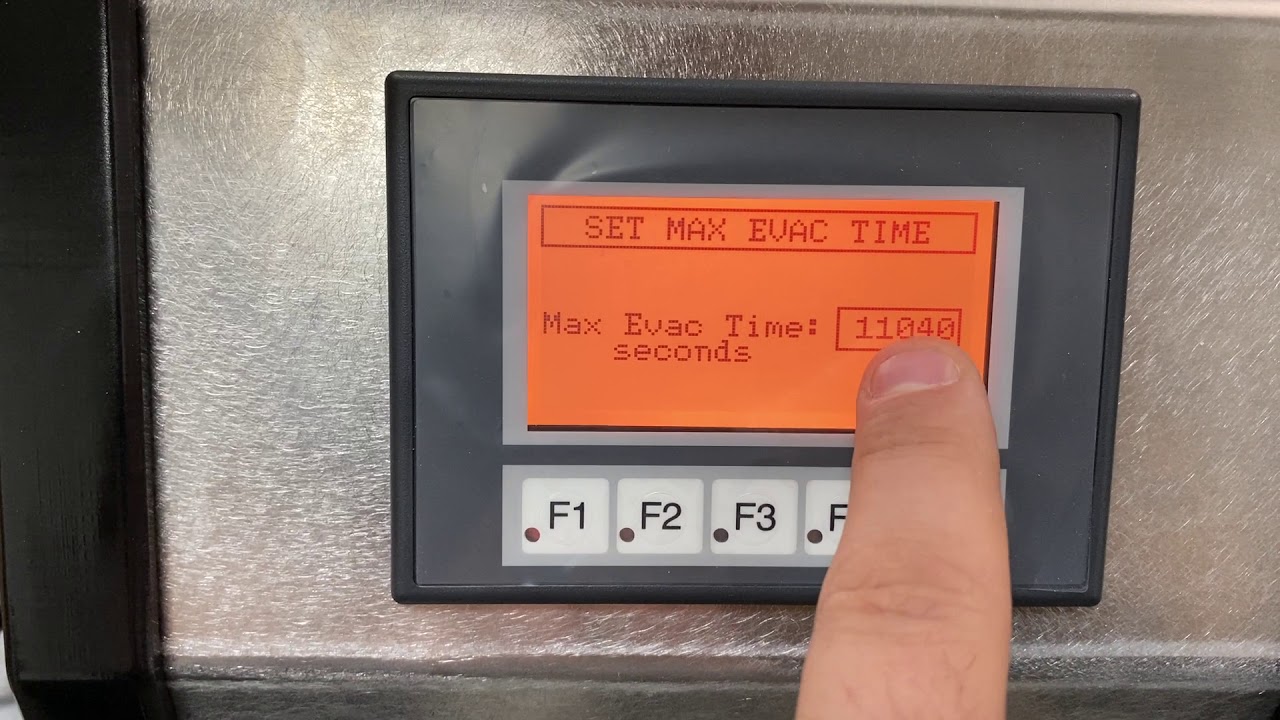 SET MAX EVAC TIME
Max Evac Time: 11040
seconds
F1 F2 F3 F